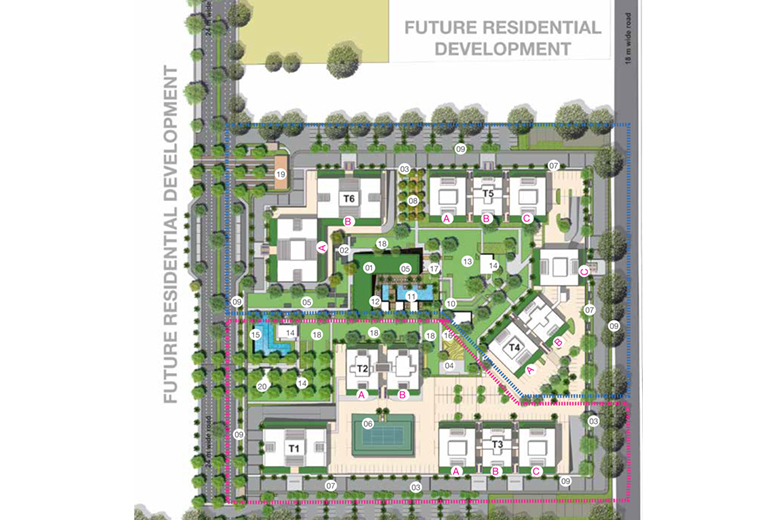 24 m wide road
FUTURE RESIDENTIAL
DEVELOPMENT
18 m wide road
FUTURE RESIDENTIAL DEVELOPMENT
09
07
03
19
T6
B
08
T5
A
B
C
02
18
A
01
05
17
13
14
C
12
11
10
09
05
07
09
15
14
18
18
18
16
T4
A
B
04
T2
A
B
20
14
24 m wide road
09
06
03
T1
T3
A
B
C
07
03
09